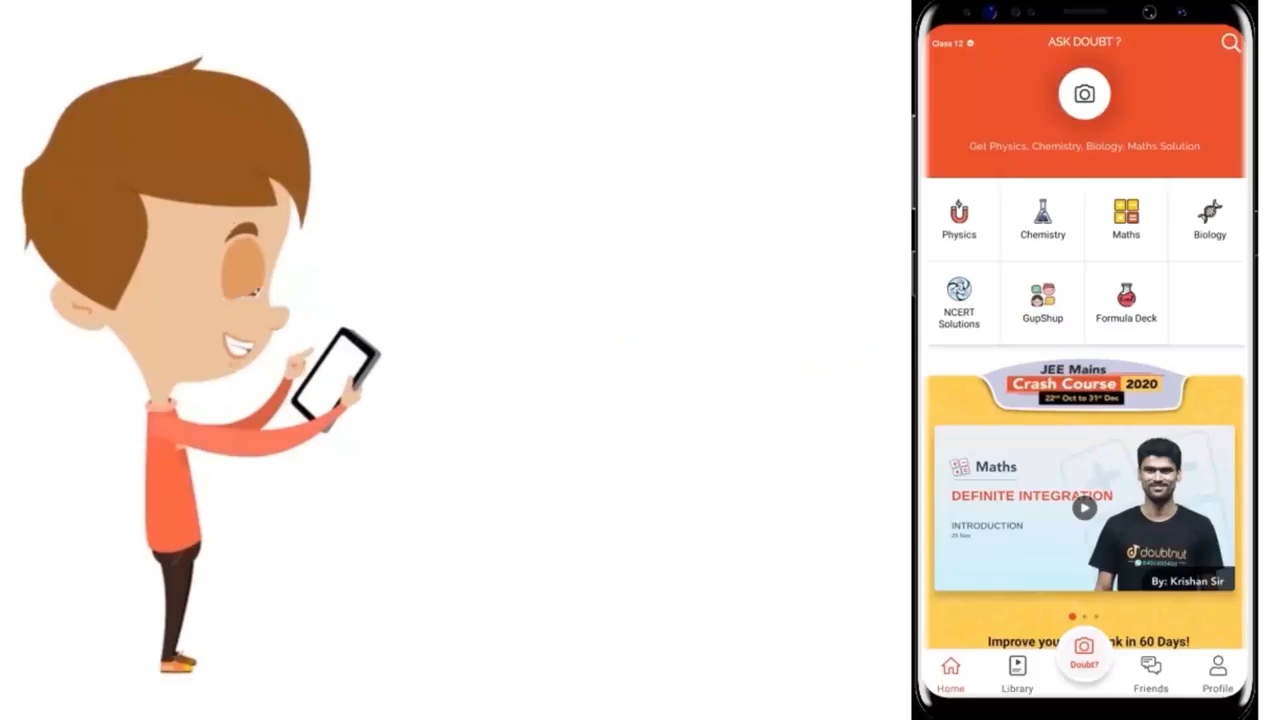 Class 12
ASK DOUBT ?
Get Physics, Chemistry, Biology, Maths Solution
Physics
Chemistry
Maths
Biology
NCERT
Solutions
GupShup
Formula Deck
JEE Mains
Crash Course 2020
22nd Oct to 31st Dec
Maths
DEFINITE INTEGRATION
INTRODUCTION
doubtnut
By: Krishan Sir
Improve you nk in 60 Days!
Doubt?
Home
Library
Friends
Profile